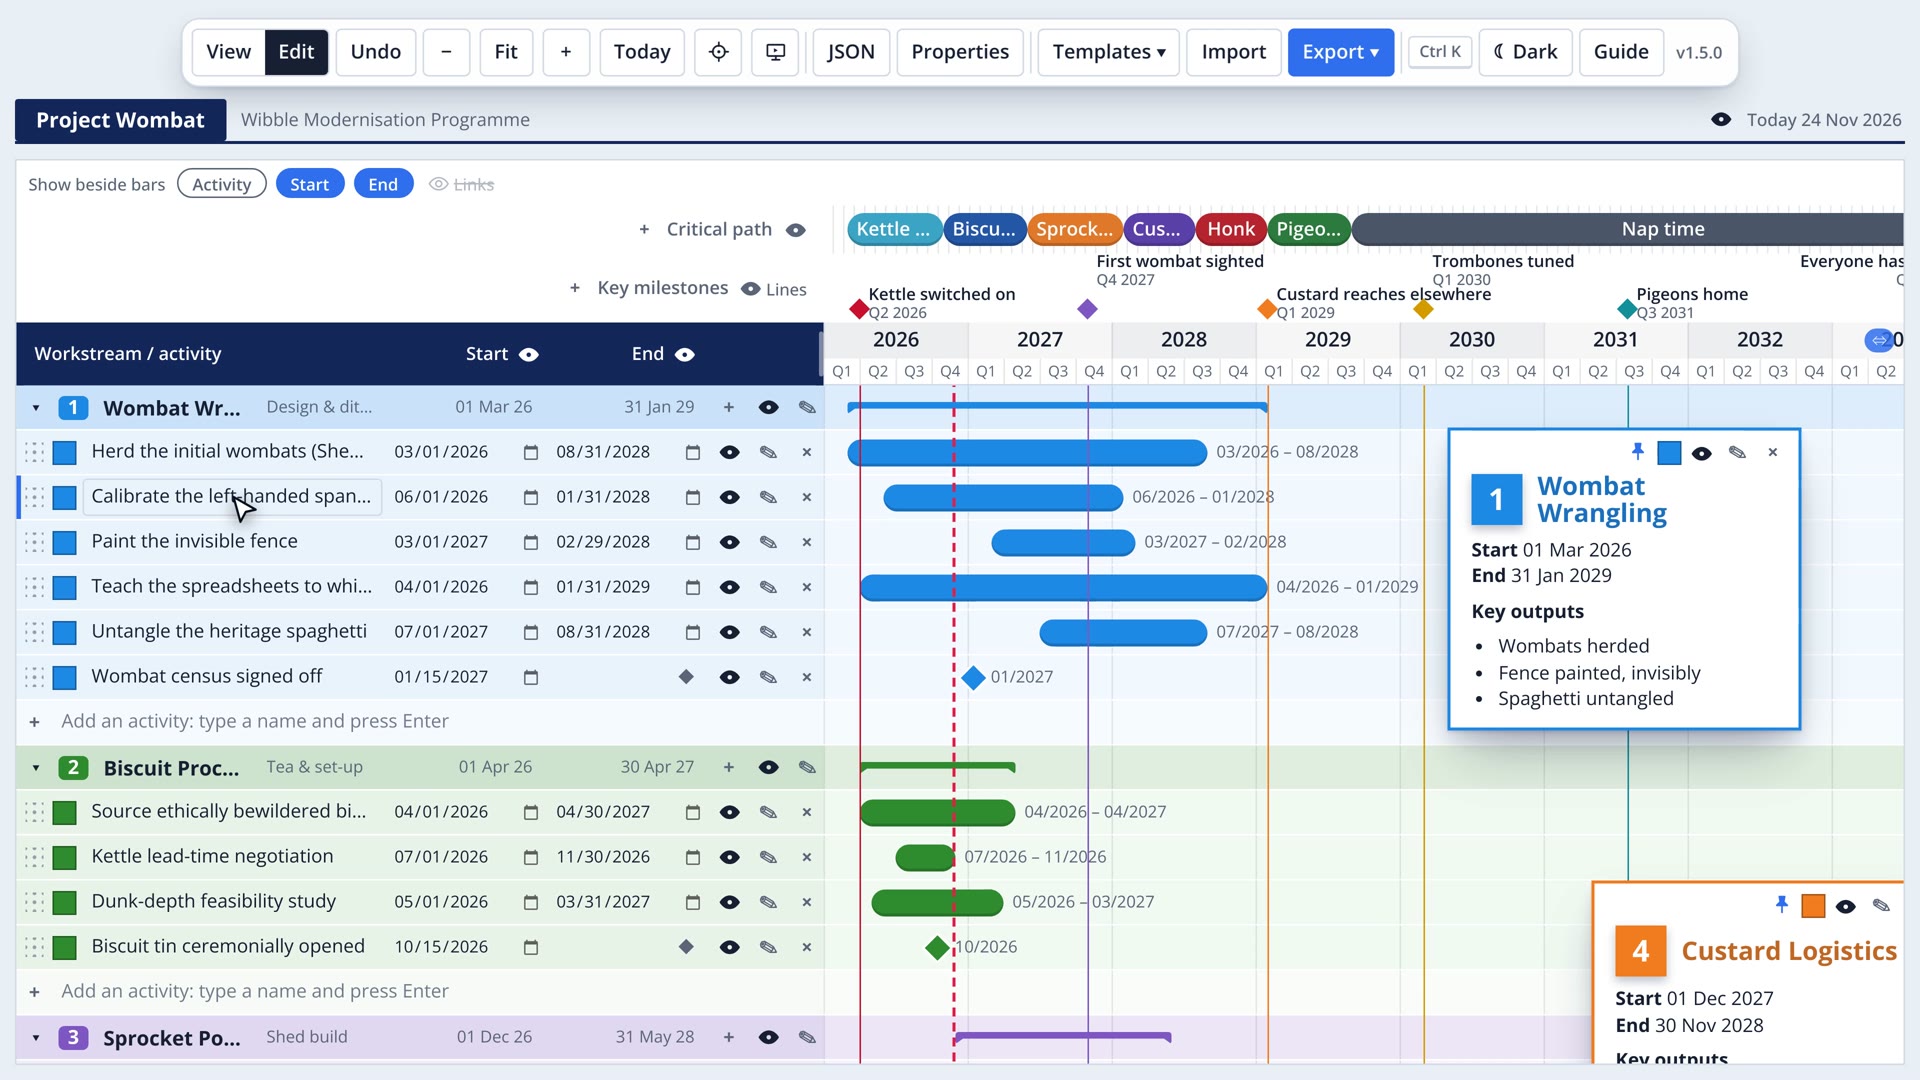 View Edit Undo − Fit + Today JSON Properties Templates ▾ Import Export ▾ Ctrl K Dark Guide v1.5.0
Project Wombat Wibble Modernisation Programme Today 24 Nov 2026
Show beside bars Activity Start End Links
+ Critical path Kettle ... Biscu... Sprock... Cus... Honk Pigeo... Nap time
First wombat sighted Trombones tuned Everyone has
Q4 2027 Q1 2030
+ Key milestones Lines Kettle switched on Custard reaches elsewhere Pigeons home
Q2 2026 Q1 2029 Q3 2031
Workstream / activity Start End 2026 2027 2028 2029 2030 2031 2032
Q1 Q2 Q3 Q4 Q1 Q2 Q3 Q4 Q1 Q2 Q3 Q4 Q1 Q2 Q3 Q4 Q1 Q2 Q3 Q4 Q1 Q2 Q3 Q4 Q1 Q2 Q3 Q4 Q1 Q2
1 Wombat Wr... Design & dit... 01 Mar 26 31 Jan 29 +
Herd the initial wombats (She... 03/01/2026 08/31/2028 × 03/2026 – 08/2028
Calibrate the left-handed span... 06/01/2026 01/31/2028 × 06/2026 – 01/2028
Paint the invisible fence 03/01/2027 02/29/2028 × 03/2027 – 02/2028
Teach the spreadsheets to whi... 04/01/2026 01/31/2029 × 04/2026 – 01/2029
Untangle the heritage spaghetti 07/01/2027 08/31/2028 × 07/2027 – 08/2028
Wombat census signed off 01/15/2027 × 01/2027
+ Add an activity: type a name and press Enter
×
1 Wombat
Wrangling
Start 01 Mar 2026
End 31 Jan 2029
Key outputs
• Wombats herded
• Fence painted, invisibly
• Spaghetti untangled
2 Biscuit Proc... Tea & set-up 01 Apr 26 30 Apr 27 +
Source ethically bewildered bi... 04/01/2026 04/30/2027 × 04/2026 – 04/2027
Kettle lead-time negotiation 07/01/2026 11/30/2026 × 07/2026 – 11/2026
Dunk-depth feasibility study 05/01/2026 03/31/2027 × 05/2026 – 03/2027
Biscuit tin ceremonially opened 10/15/2026 × 10/2026
+ Add an activity: type a name and press Enter
3 Sprocket Po... Shed build 01 Dec 26 31 May 28 +
4 Custard Logistics
Start 01 Dec 2027
End 30 Nov 2028
Key outputs